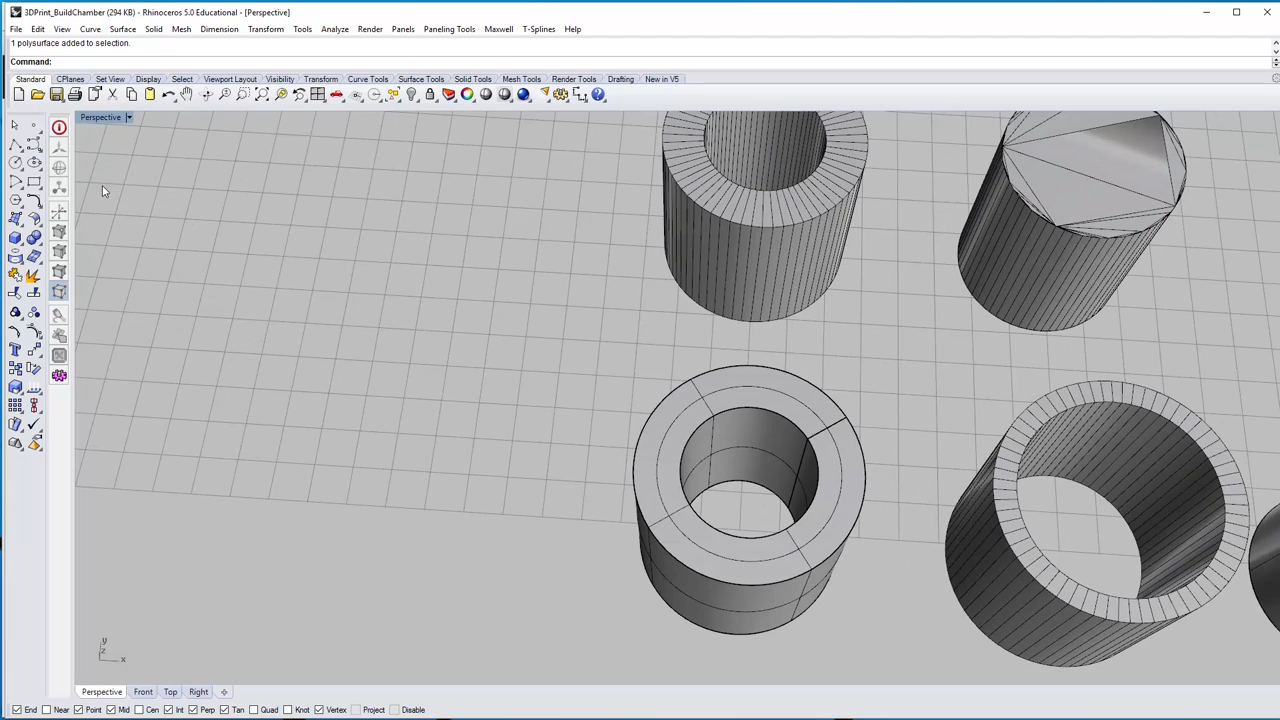 3DPrint_BuildChamber (294 KB) - Rhinoceros 5.0 Educational - [Perspective]
File Edit View Curve Surface Solid Mesh Dimension Transform Tools Analyze Render Panels Paneling Tools Maxwell T-Splines Help
1 polysurface added to selection.
Command:
Standard CPlanes Set View Display Select Viewport Layout Visibility Transform Curve Tools Surface Tools Solid Tools Mesh Tools Render Tools Drafting New in V5
Perspective
y
z
x
Perspective Front Top Right
End Near Point Mid Cen Int Perp Tan Quad Knot Vertex Project Disable